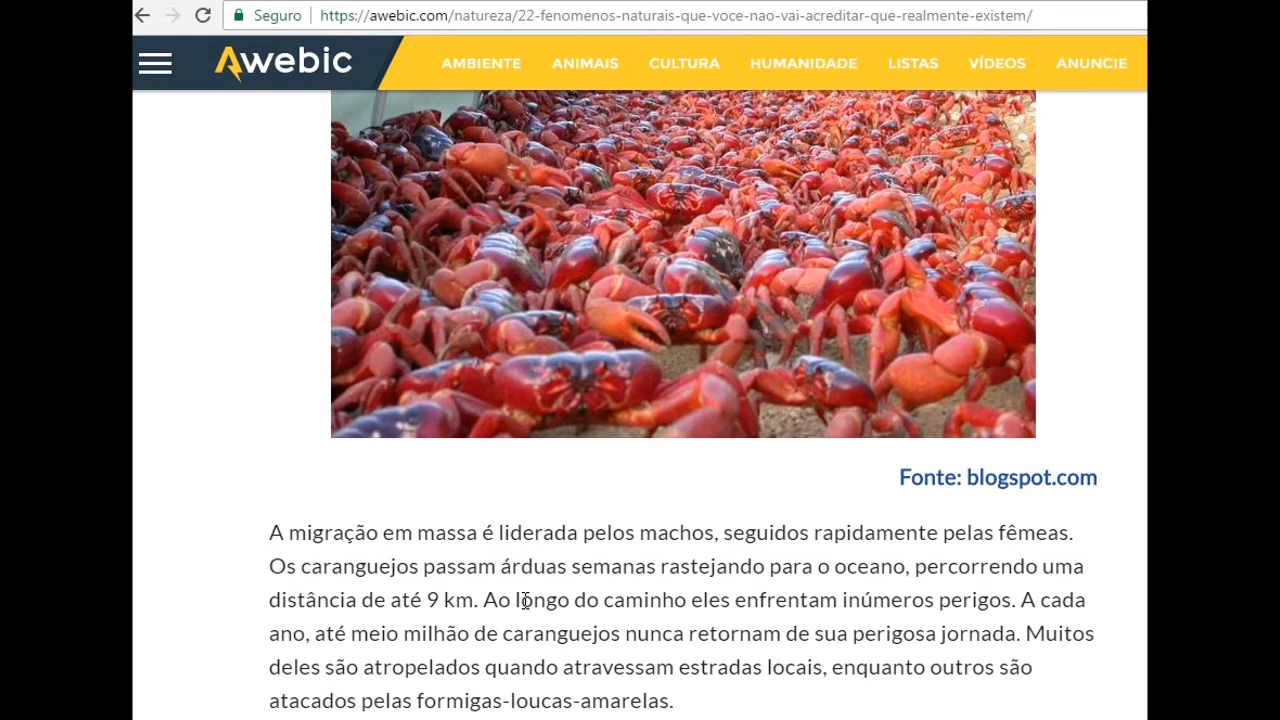 Seguro https://awebic.com/natureza/22-fenomenos-naturais-que-voce-nao-vai-acreditar-que-realmente-existem/
Awebic AMBIENTE ANIMAIS CULTURA HUMANIDADE LISTAS VÍDEOS ANUNCIE
Fonte: blogspot.com
A migração em massa é liderada pelos machos, seguidos rapidamente pelas fêmeas.
Os caranguejos passam árduas semanas rastejando para o oceano, percorrendo uma
distância de até 9 km. Ao longo do caminho eles enfrentam inúmeros perigos. A cada
ano, até meio milhão de caranguejos nunca retornam de sua perigosa jornada. Muitos
deles são atropelados quando atravessam estradas locais, enquanto outros são
atacados pelas formigas-loucas-amarelas.